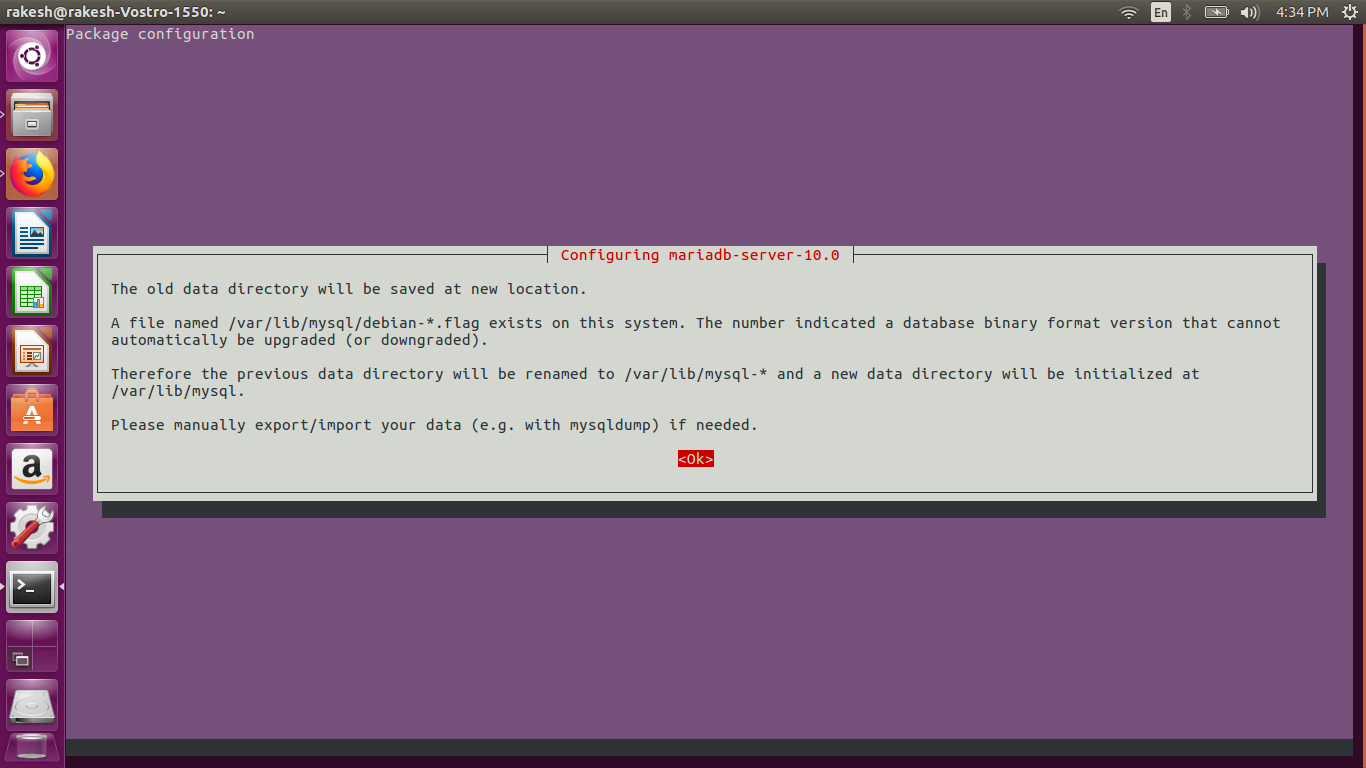 rakesh@rakesh-Vostro-1550: ~
En
4:34 PM
Package configuration
Configuring mariadb-server-10.0
The old data directory will be saved at new location.
A file named /var/lib/mysql/debian-*.flag exists on this system. The number indicated a database binary format version that cannot
automatically be upgraded (or downgraded).
Therefore the previous data directory will be renamed to /var/lib/mysql-* and a new data directory will be initialized at
/var/lib/mysql.
Please manually export/import your data (e.g. with mysqldump) if needed.
<Ok>